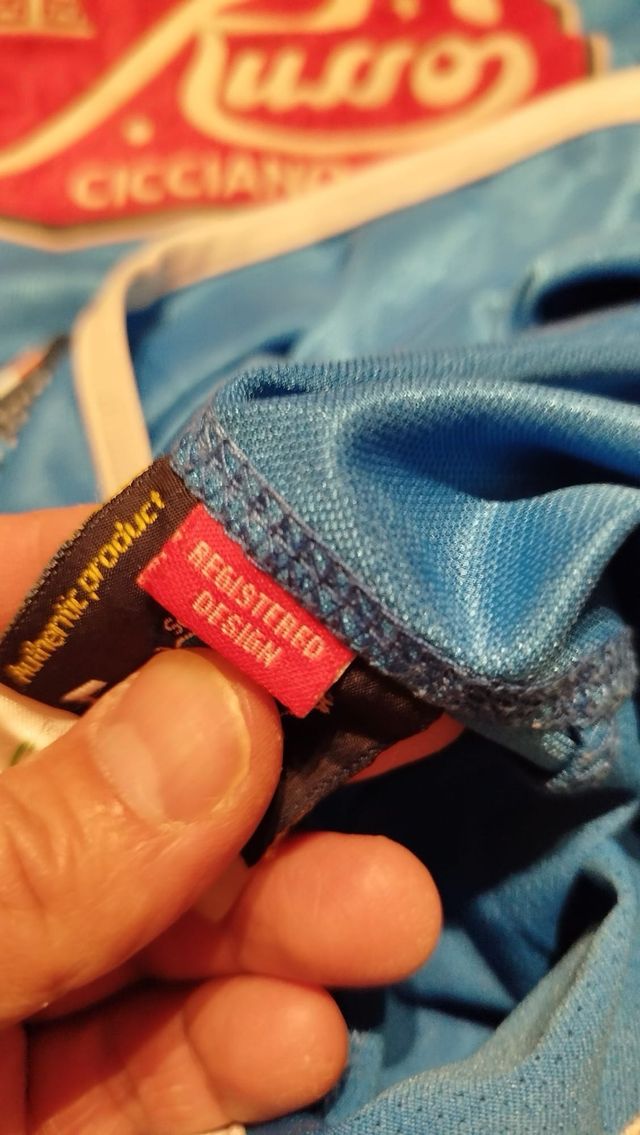 Russo
CICCIANO
Authentic product
REGISTERED
DESIGN